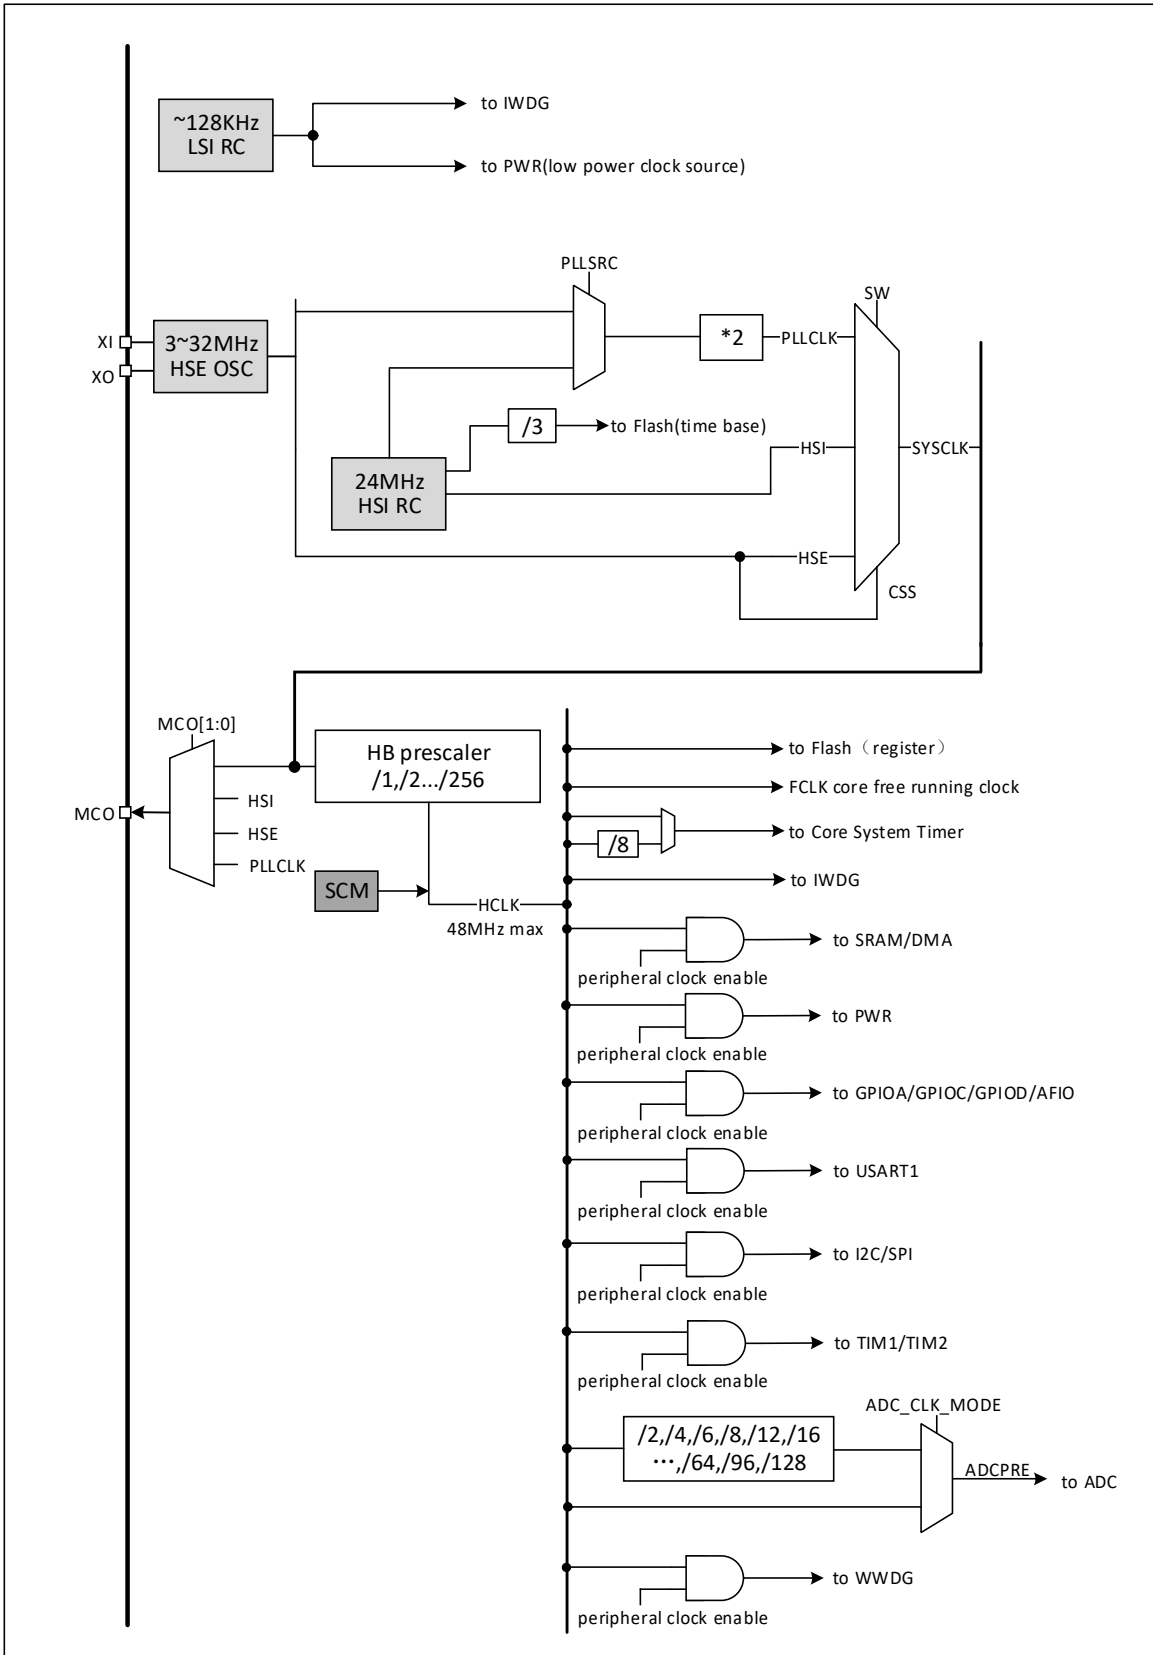 ~128KHz
LSI RC
to IWDG
to PWR(low power clock source)
PLLSRC
SW
XI
XO
3~32MHz
HSE OSC
*2
PLLCLK
/3
to Flash(time base)
24MHz
HSI RC
HSI
SYSCLK
HSE
CSS
MCO[1:0]
HB prescaler
/1,/2.../256
HSI
HSE
PLLCLK
MCO
SCM
HCLK
48MHz max
to Flash（register）
FCLK core free running clock
/8
to Core System Timer
to IWDG
to SRAM/DMA
peripheral clock enable
to PWR
peripheral clock enable
to GPIOA/GPIOC/GPIOD/AFIO
peripheral clock enable
to USART1
peripheral clock enable
to I2C/SPI
peripheral clock enable
to TIM1/TIM2
peripheral clock enable
ADC_CLK_MODE
/2,/4,/6,/8,/12,/16
…,/64,/96,/128
ADCPRE
to ADC
to WWDG
peripheral clock enable